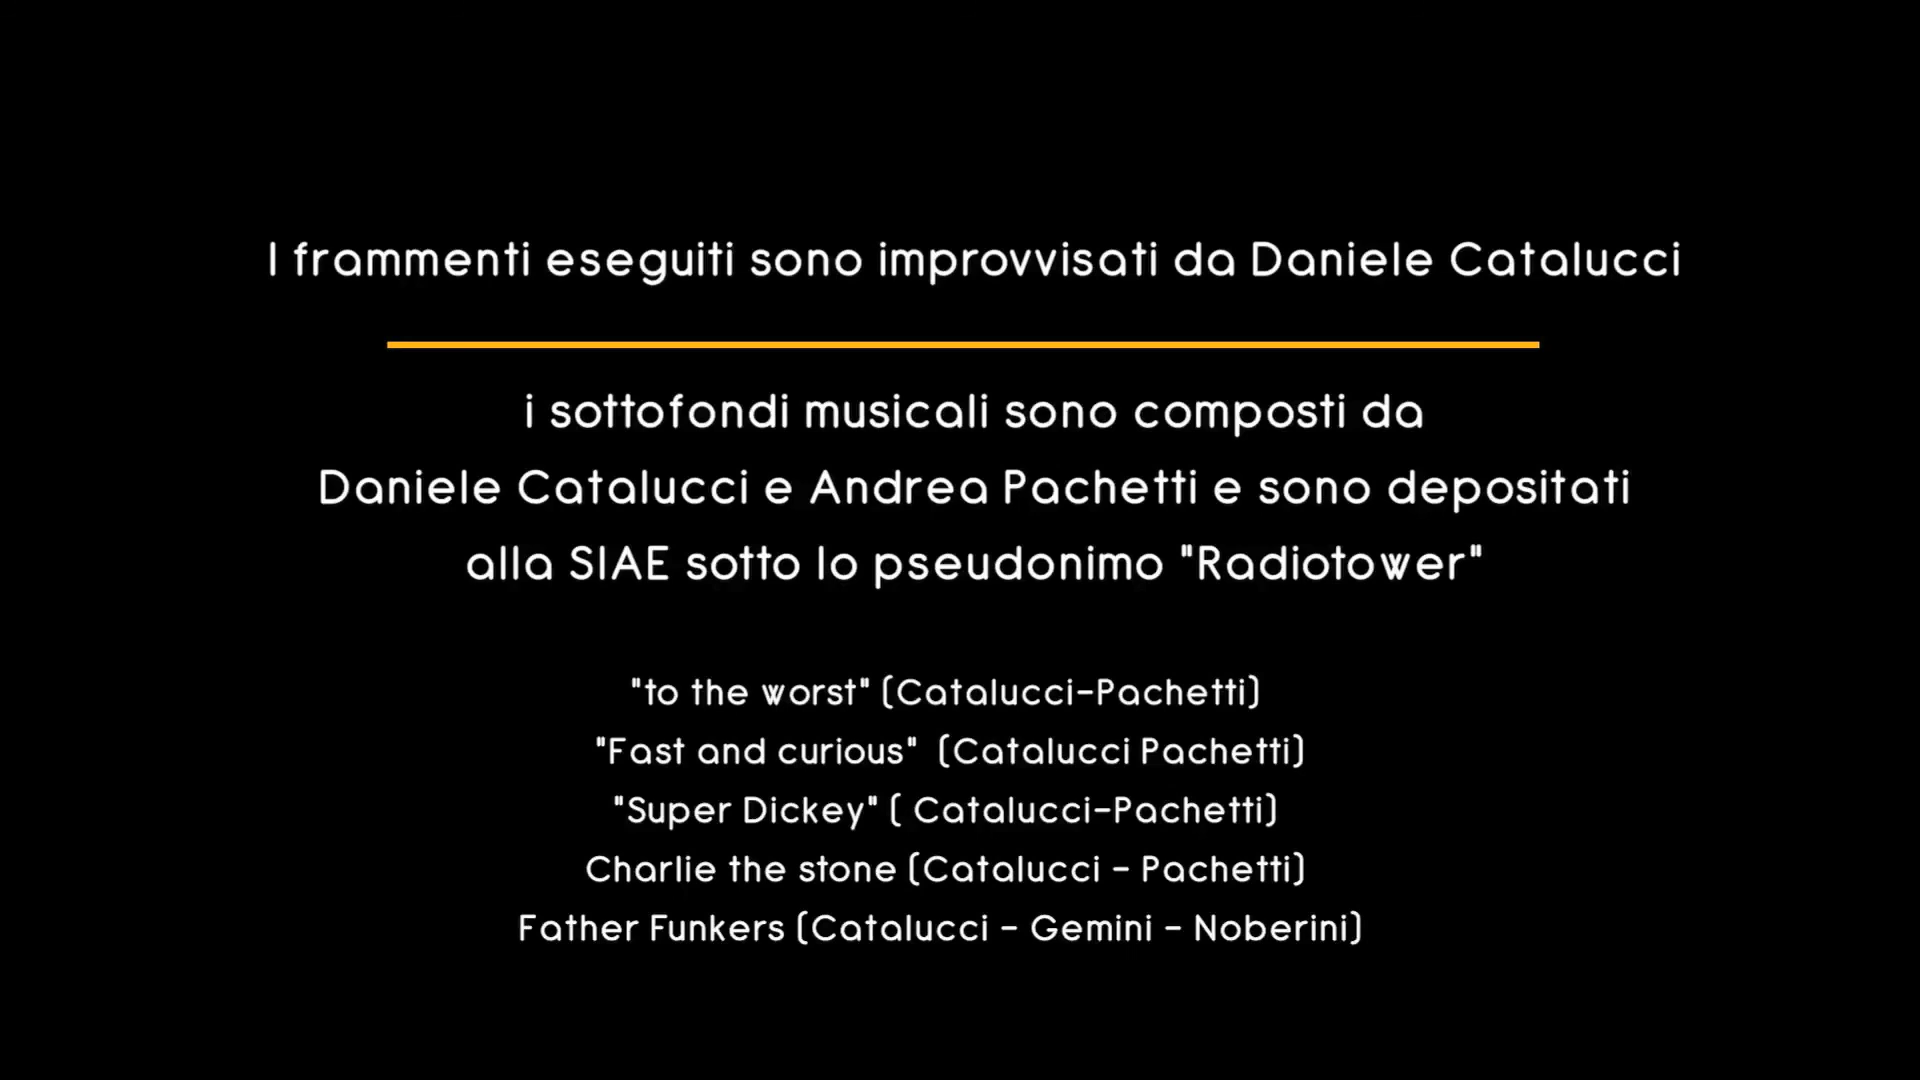 I frammenti eseguiti sono improvvisati da Daniele Catalucci
i sottofondi musicali sono composti da
Daniele Catalucci e Andrea Pachetti e sono depositati
alla SIAE sotto lo pseudonimo "Radiotower"
"to the worst" (Catalucci-Pachetti)
"Fast and curious"  (Catalucci Pachetti)
"Super Dickey" ( Catalucci-Pachetti)
Charlie the stone (Catalucci - Pachetti)
Father Funkers (Catalucci - Gemini - Noberini)